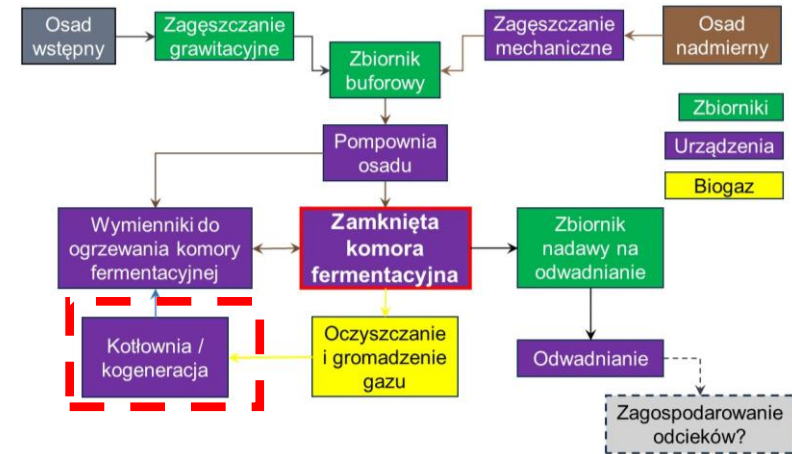 Osad
wstępny
Zagęszczanie
grawitacyjne
Zbiornik
buforowy
Zagęszczanie
mechaniczne
Osad
nadmierny
Zbiorniki
Urządzenia
Biogaz
Pompownia
osadu
Wymienniki do
ogrzewania komory
fermentacyjnej
Zamknięta
komora
fermentacyjna
Zbiornik
nadawy na
odwadnianie
Kotłownia /
kogeneracja
Oczyszczanie
i gromadzenie
gazu
Odwadnianie
Zagospodarowanie
odcieków?